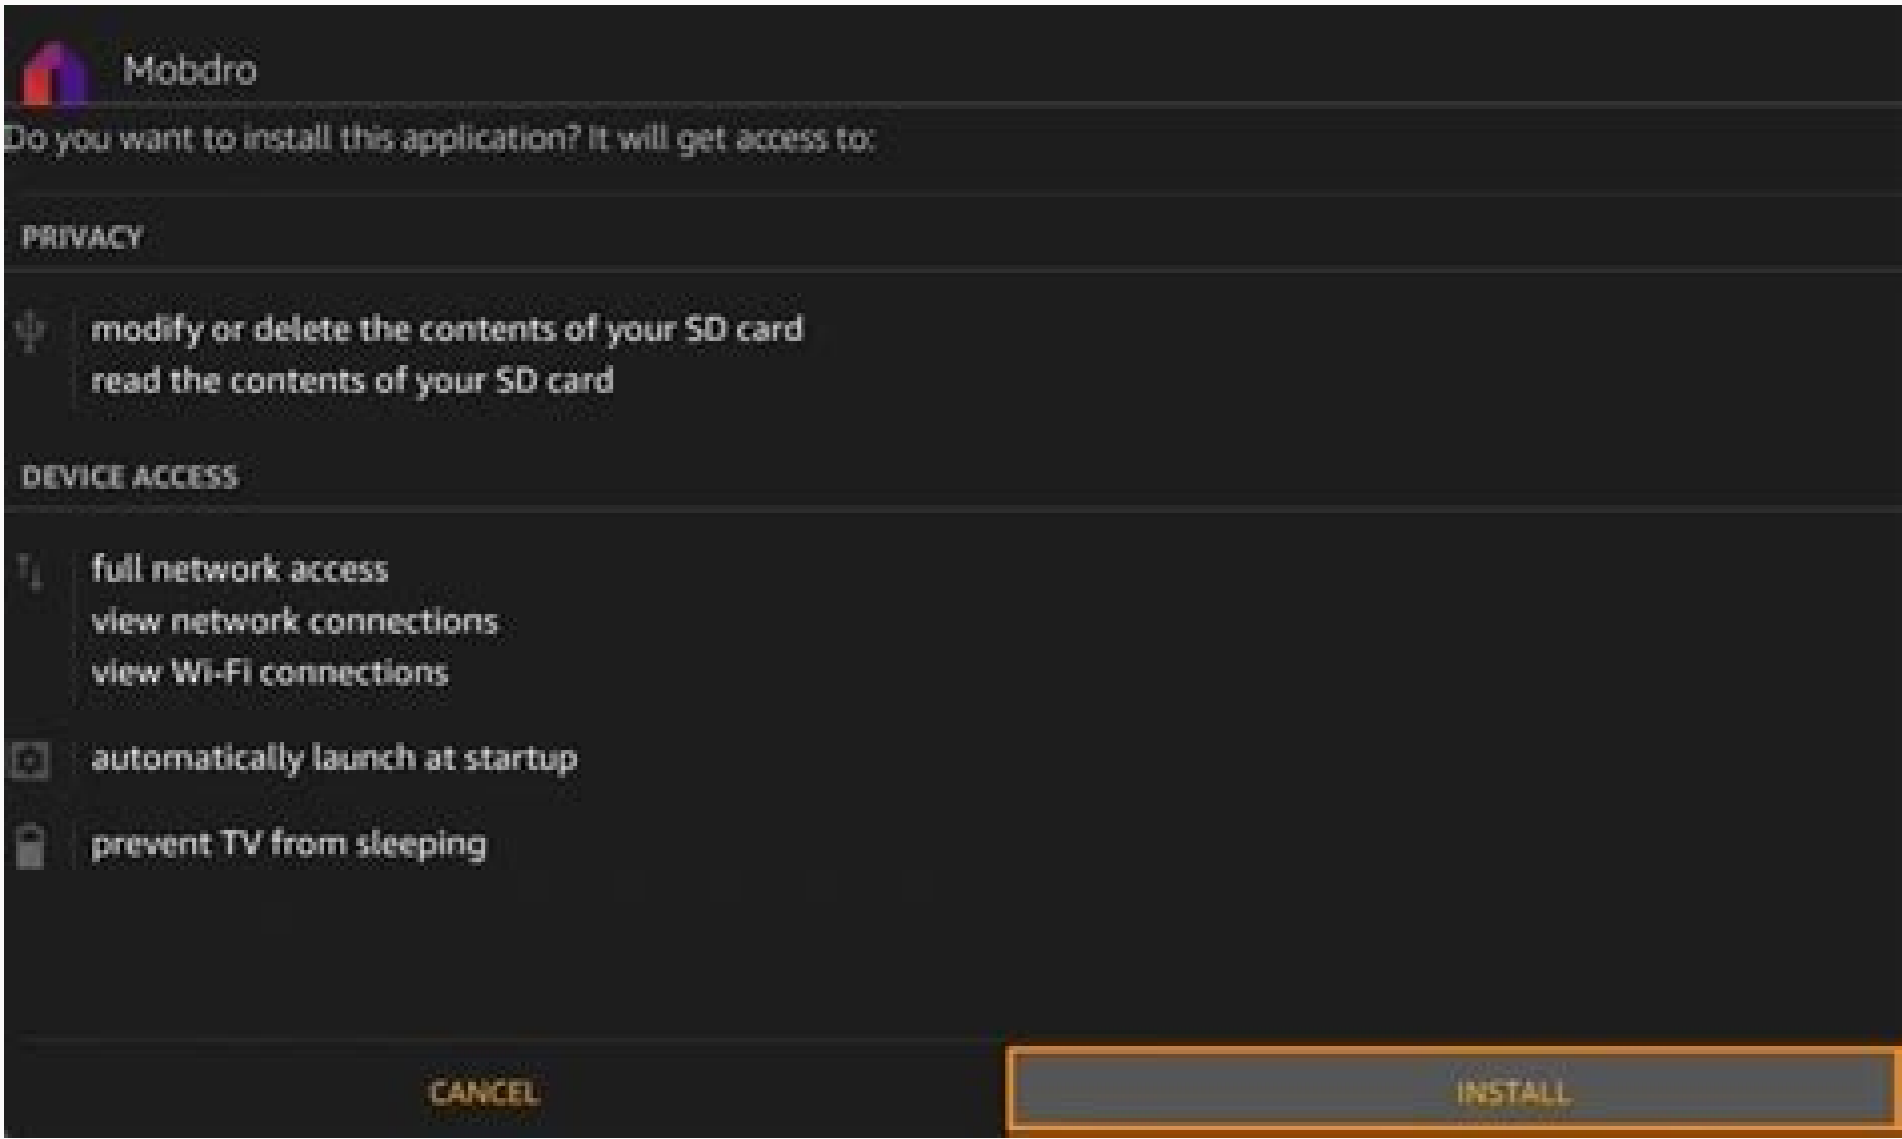 Mobdro
Do you want to install this application? It will get access to:
PRIVACY
modify or delete the contents of your SD card
read the contents of your SD card
DEVICE ACCESS
full network access
view network connections
view Wi-Fi connections
automatically launch at startup
prevent TV from sleeping
CANCEL
INSTALL